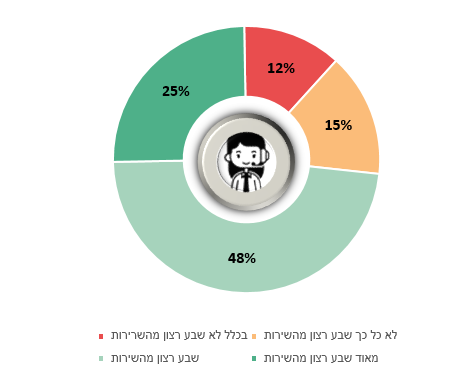 12%
25%
15%
48%
בכלל לא שבע רצון מהשרירות לא כל כך שבע רצון מהשירות
שבע רצון מהשירות מאוד שבע רצון מהשירות